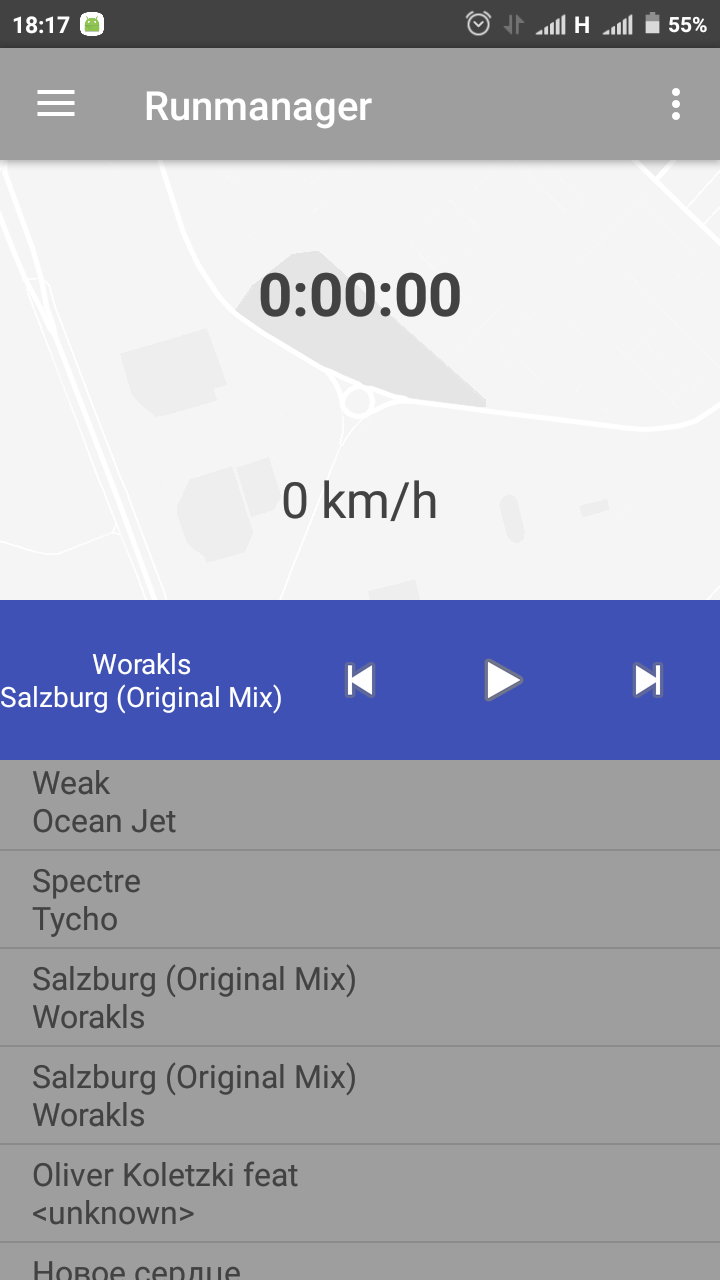 18:17 H 55%
Runmanager
0:00:00
0 km/h
Worakls
Salzburg (Original Mix)
Weak
Ocean Jet
Spectre
Tycho
Salzburg (Original Mix)
Worakls
Salzburg (Original Mix)
Worakls
Oliver Koletzki feat
<unknown>
Новое сердце